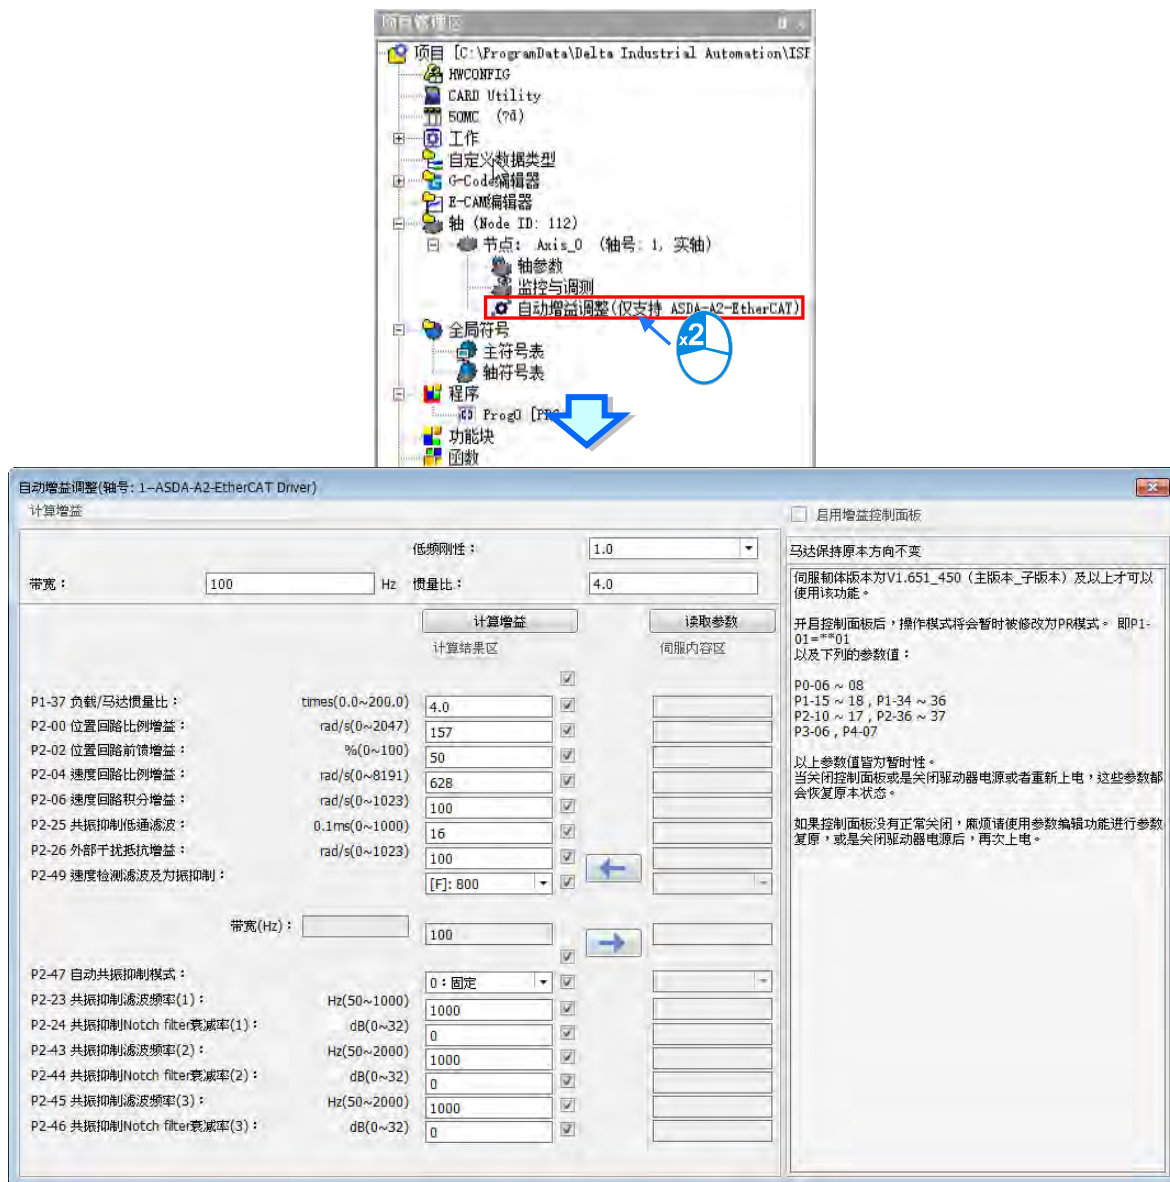 项目管理区
项目 [C:\ProgramData\Delta Industrial Automation\ISP
HWCONFIG
CARD Utility
50MC (?d)
工作
自定义数据类型
G-Code编辑器
E-CAM编辑器
轴 (Node ID: 112)
节点: Axis_0 (轴号: 1, 实轴)
轴参数
监控与调测
自动增益调整(仅支持 ASDA-A2-EtherCAT)
x2
全局符号
主符号表
轴符号表
程序
Prog0 [PRG
功能块
函数
自动增益调整(轴号: 1--ASDA-A2-EtherCAT Driver)
计算增益
启用增益控制面板
低频刚性： 1.0
马达保持原本方向不变
带宽： 100 Hz 惯量比： 4.0
伺服韧体版本为V1.651_450（主版本_子版本）及以上才可以
使用该功能。
开启控制面板后，操作模式将会暂时被修改为PR模式。 即P1-
01=**01
以及下列的参数值：
P0-06 ~ 08
P1-15 ~ 18 , P1-34 ~ 36
P2-10 ~ 17 , P2-36 ~ 37
P3-06 , P4-07
以上参数值皆为暂时性。
当关闭控制面板或是关闭驱动器电源或者重新上电，这些参数都
会恢复原本状态。
如果控制面板没有正常关闭，麻烦请使用参数编辑功能进行参数
复原，或是关闭驱动器电源后，再次上电。
计算增益 读取参数
计算结果区 伺服内容区
P1-37 负载/马达惯量比： times(0.0~200.0) 4.0
P2-00 位置回路比例增益： rad/s(0~2047) 157
P2-02 位置回路前馈增益： %(0~100) 50
P2-04 速度回路比例增益： rad/s(0~8191) 628
P2-06 速度回路积分增益： rad/s(0~1023) 100
P2-25 共振抑制低通滤波： 0.1ms(0~1000) 16
P2-26 外部干扰抵抗增益： rad/s(0~1023) 100
P2-49 速度检测滤波及为振抑制： [F]: 800
带宽(Hz)： 100
P2-47 自动共振抑制模式： 0：固定
P2-23 共振抑制滤波频率(1)： Hz(50~1000) 1000
P2-24 共振抑制Notch filter衰减率(1)： dB(0~32) 0
P2-43 共振抑制滤波频率(2)： Hz(50~2000) 1000
P2-44 共振抑制Notch filter衰减率(2)： dB(0~32) 0
P2-45 共振抑制滤波频率(3)： Hz(50~2000) 1000
P2-46 共振抑制Notch filter衰减率(3)： dB(0~32) 0